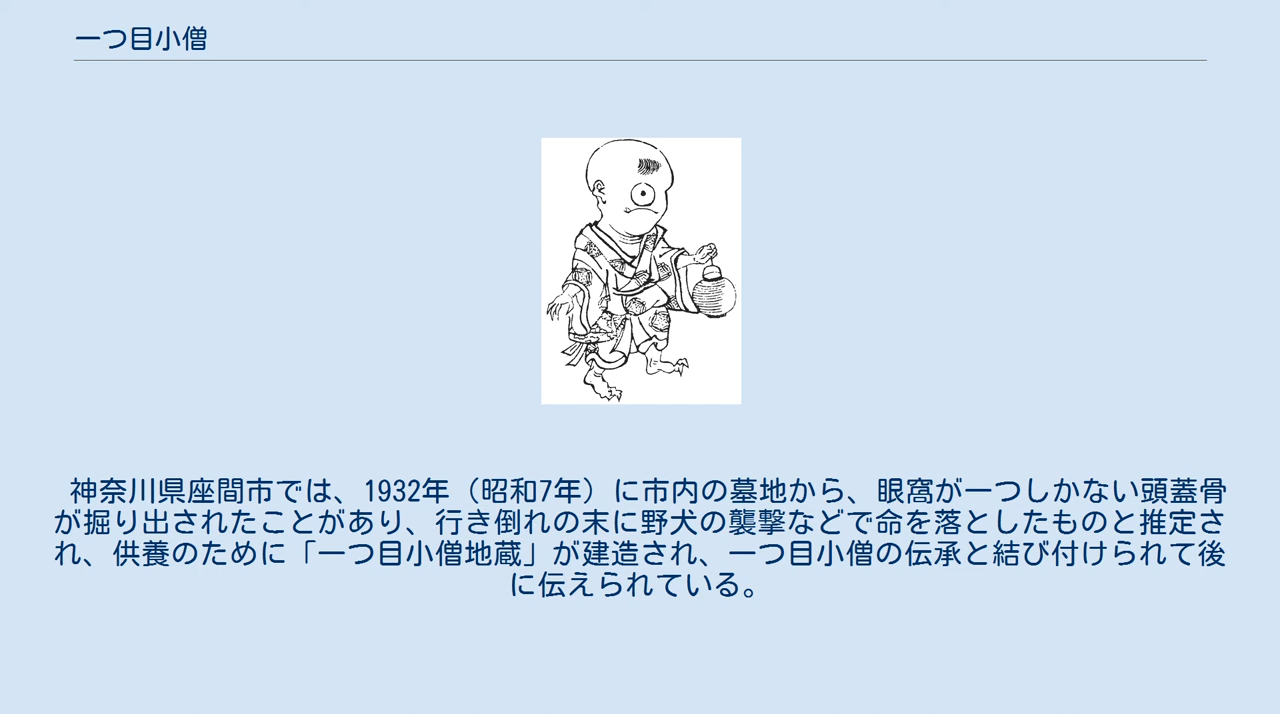 一つ目小僧
神奈川県座間市では、1932年（昭和7年）に市内の墓地から、眼窩が一つしかない頭蓋骨
が掘り出されたことがあり、行き倒れの末に野犬の襲撃などで命を落としたものと推定さ
れ、供養のために「一つ目小僧地蔵」が建造され、一つ目小僧の伝承と結び付けられて後
に伝えられている。